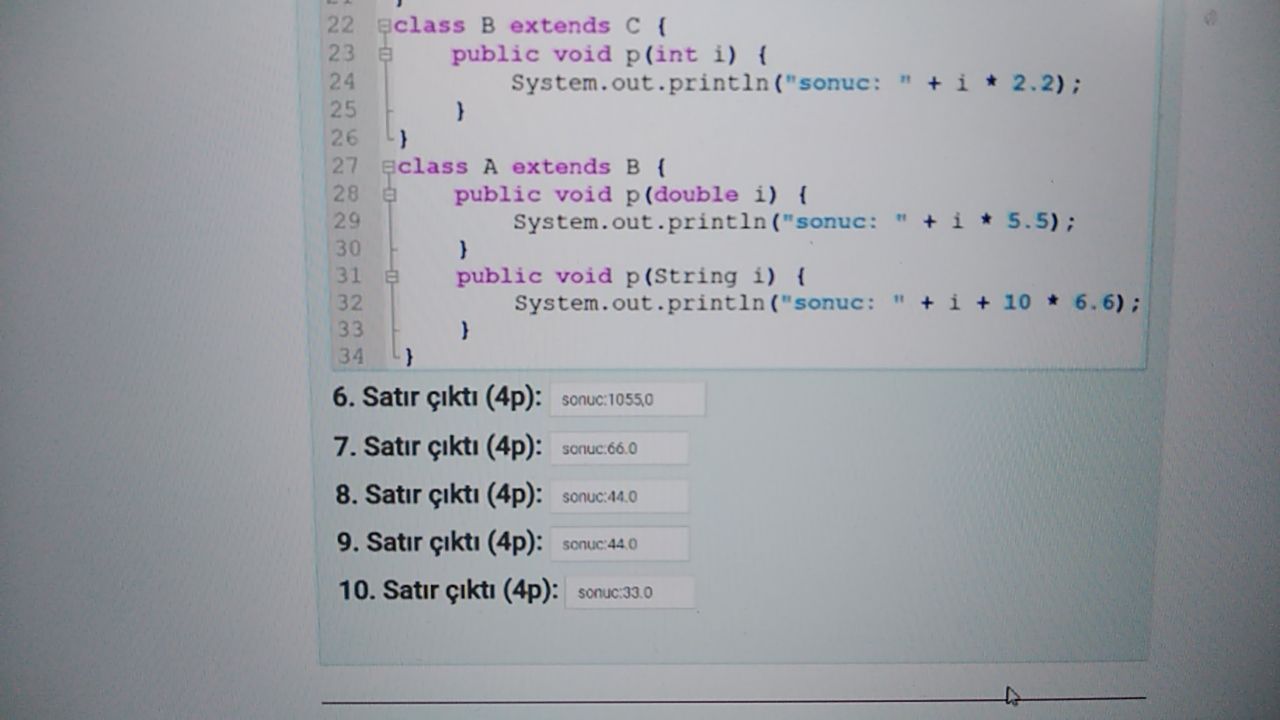 22 class B extends C {
23 public void p(int i) {
24 System.out.println("sonuc: " + i * 2.2);
25 }
26 }
27 class A extends B {
28 public void p(double i) {
29 System.out.println("sonuc: " + i * 5.5);
30 }
31 public void p(String i) {
32 System.out.println("sonuc: " + i + 10 * 6.6);
33 }
34 }
6. Satır çıktı (4p): sonuc:1055,0
7. Satır çıktı (4p): sonuc:66.0
8. Satır çıktı (4p): sonuc:44.0
9. Satır çıktı (4p): sonuc:44.0
10. Satır çıktı (4p): sonuc:33.0